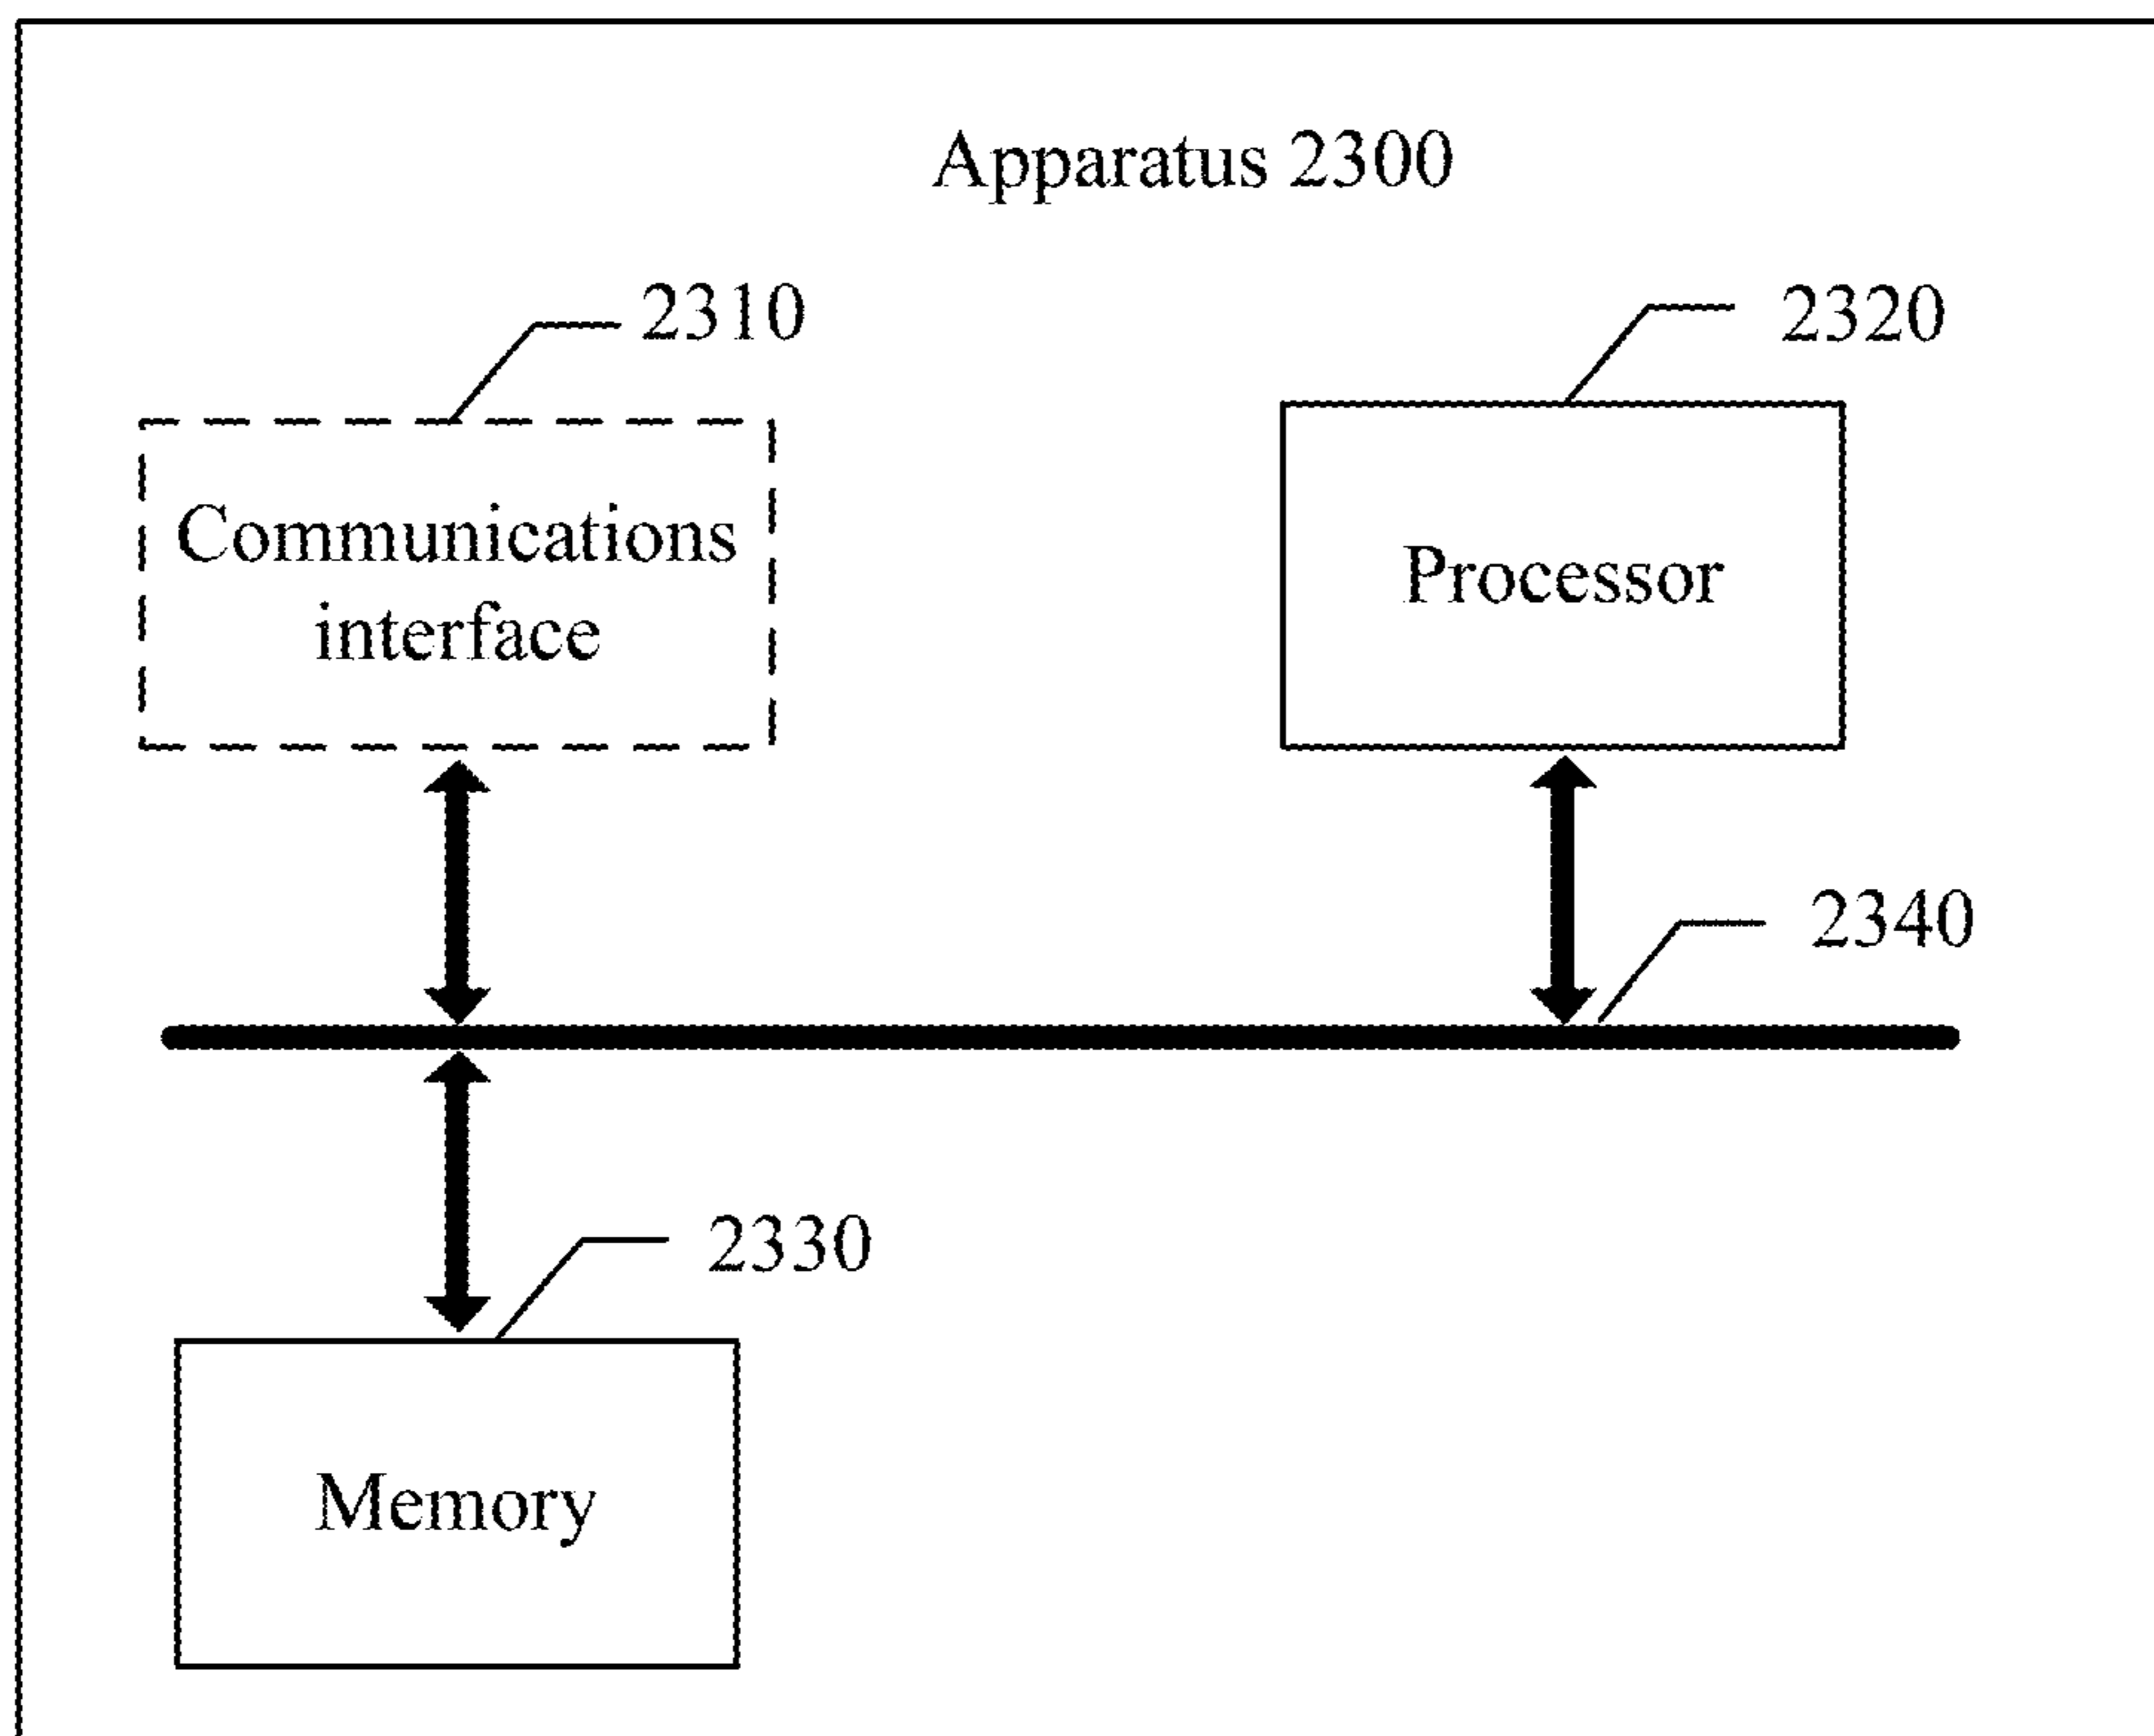 Apparatus 2300
2310
2320
Communications
interface
Processor
2340
2330
Memory